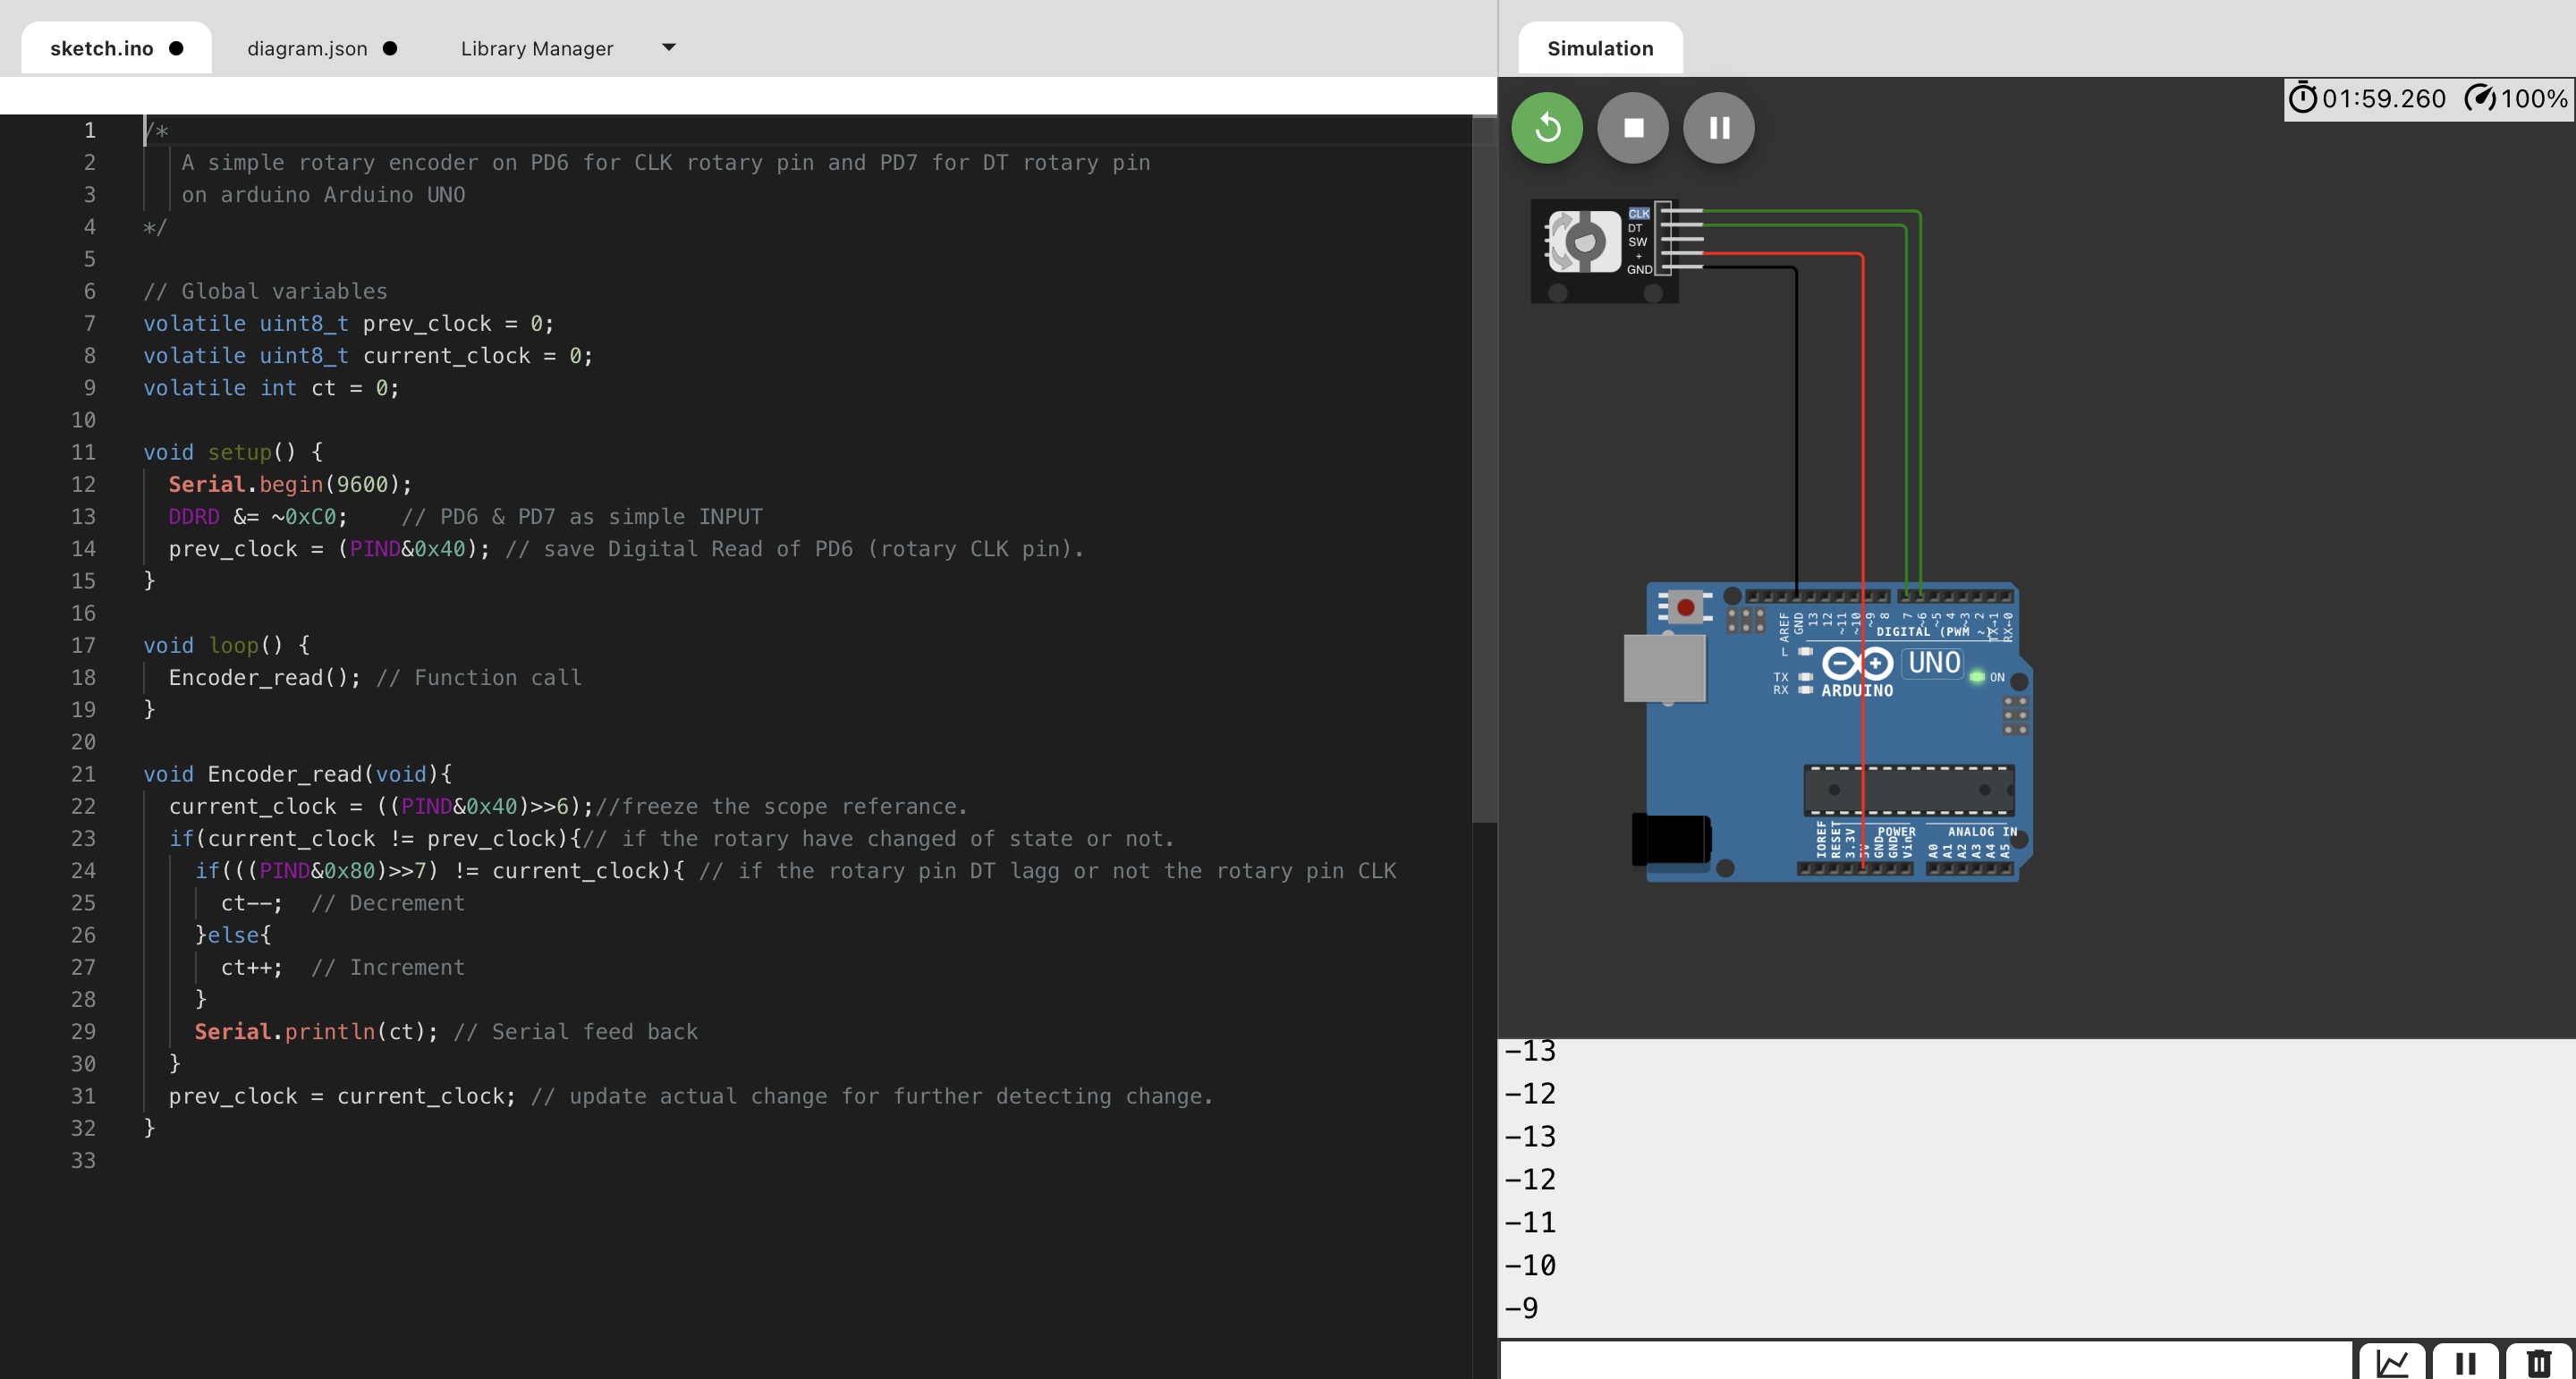 sketch.ino ● diagram.json ● Library Manager
Simulation
01:59.260 100%
1 /*
2 A simple rotary encoder on PD6 for CLK rotary pin and PD7 for DT rotary pin
3 on arduino Arduino UNO
4 */
5
6 // Global variables
7 volatile uint8_t prev_clock = 0;
8 volatile uint8_t current_clock = 0;
9 volatile int ct = 0;
10
11 void setup() {
12 Serial.begin(9600);
13 DDRD &= ~0xC0; // PD6 & PD7 as simple INPUT
14 prev_clock = (PIND&0x40); // save Digital Read of PD6 (rotary CLK pin).
15 }
16
17 void loop() {
18 Encoder_read(); // Function call
19 }
20
21 void Encoder_read(void){
22 current_clock = ((PIND&0x40)>>6);//freeze the scope referance.
23 if(current_clock != prev_clock){// if the rotary have changed of state or not.
24 if(((PIND&0x80)>>7) != current_clock){ // if the rotary pin DT lagg or not the rotary pin CLK
25 ct--; // Decrement
26 }else{
27 ct++; // Increment
28 }
29 Serial.println(ct); // Serial feed back
30 }
31 prev_clock = current_clock; // update actual change for further detecting change.
32 }
33
CLK
DT
SW
+
GND
AREF
GND
13
12
~11
~10
~9
8
7
~6
~5
4
~3
2
TX→1
RX←0
DIGITAL (PWM ~)
L
TX
RX
UNO
ARDUINO
ON
IOREF
RESET
3.3V
5V
GND
GND
Vin
POWER
ANALOG IN
A0
A1
A2
A3
A4
A5
-13
-12
-13
-12
-11
-10
-9